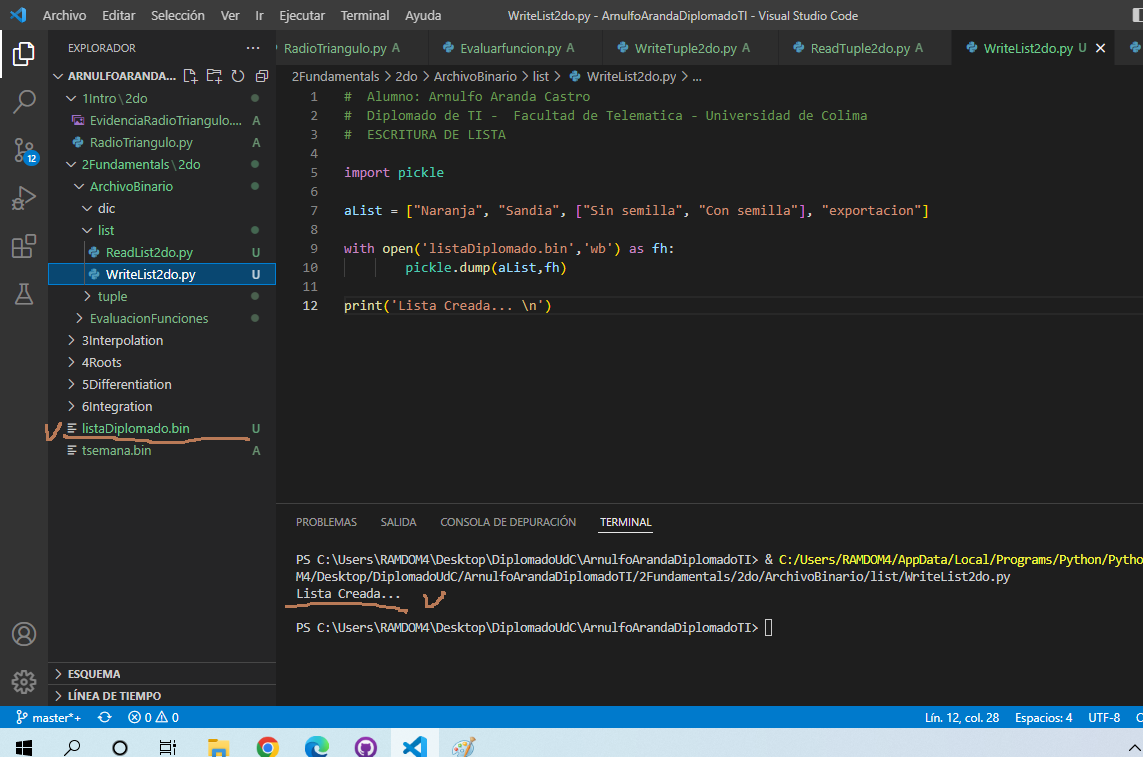 Archivo Editar Selección Ver Ir Ejecutar Terminal Ayuda WriteList2do.py - ArnulfoArandaDiplomadoTI - Visual Studio Code
EXPLORADOR ...
ARNULFOARANDA...
1Intro\2do
EvidenciaRadioTriangulo.... A
RadioTriangulo.py A
2Fundamentals\2do
ArchivoBinario
dic
list
ReadList2do.py U
WriteList2do.py U
tuple
EvaluacionFunciones
3Interpolation
4Roots
5Differentiation
6Integration
listaDiplomado.bin U
tsemana.bin A
ESQUEMA
LÍNEA DE TIEMPO
12
RadioTriangulo.py A Evaluarfuncion.py A WriteTuple2do.py A ReadTuple2do.py A WriteList2do.py U
2Fundamentals > 2do > ArchivoBinario > list > WriteList2do.py > ...
1 # Alumno: Arnulfo Aranda Castro
2 # Diplomado de TI - Facultad de Telematica - Universidad de Colima
3 # ESCRITURA DE LISTA
4
5 import pickle
6
7 aList = ["Naranja", "Sandia", ["Sin semilla", "Con semilla"], "exportacion"]
8
9 with open('listaDiplomado.bin','wb') as fh:
10 pickle.dump(aList,fh)
11
12 print('Lista Creada... \n')
PROBLEMAS SALIDA CONSOLA DE DEPURACIÓN TERMINAL
PS C:\Users\RAMDOM4\Desktop\DiplomadoUdC\ArnulfoArandaDiplomadoTI> & C:/Users/RAMDOM4/AppData/Local/Programs/Python/Pytho
M4/Desktop/DiplomadoUdC/ArnulfoArandaDiplomadoTI/2Fundamentals/2do/ArchivoBinario/list/WriteList2do.py
Lista Creada...
PS C:\Users\RAMDOM4\Desktop\DiplomadoUdC\ArnulfoArandaDiplomadoTI>
master*+ 0 0 Lín. 12, col. 28 Espacios: 4 UTF-8